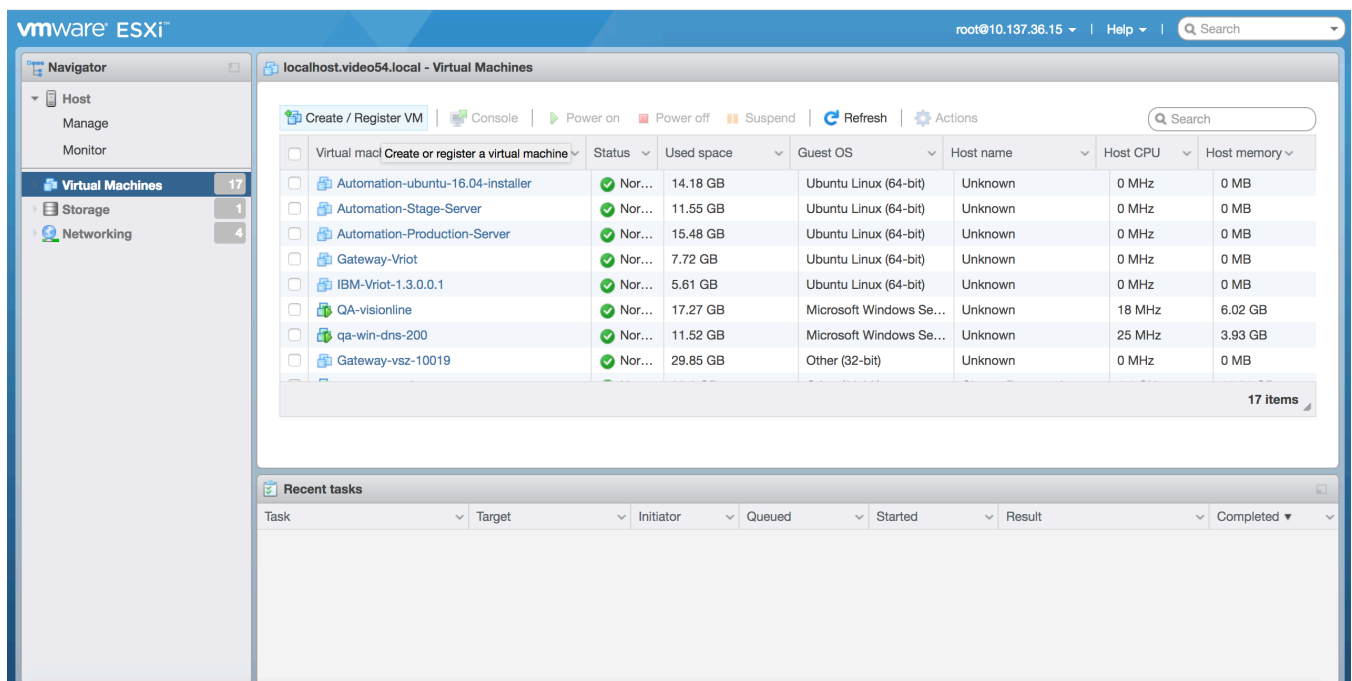 vmware ESXi™
root@10.137.36.15 | Help | Search
Navigator
Host
Manage
Monitor
Virtual Machines 17
Storage 1
Networking 4
localhost.video54.local - Virtual Machines
Create / Register VM | Console | Power on Power off Suspend | Refresh | Actions Search
Virtual Create or register a virtual machine Status Used space Guest OS Host name Host CPU Host memory
Automation-ubuntu-16.04-installer Nor... 14.18 GB Ubuntu Linux (64-bit) Unknown 0 MHz 0 MB
Automation-Stage-Server Nor... 11.55 GB Ubuntu Linux (64-bit) Unknown 0 MHz 0 MB
Automation-Production-Server Nor... 15.48 GB Ubuntu Linux (64-bit) Unknown 0 MHz 0 MB
Gateway-Vriot Nor... 7.72 GB Ubuntu Linux (64-bit) Unknown 0 MHz 0 MB
IBM-Vriot-1.3.0.0.1 Nor... 5.61 GB Ubuntu Linux (64-bit) Unknown 0 MHz 0 MB
QA-visionline Nor... 17.27 GB Microsoft Windows Se... Unknown 18 MHz 6.02 GB
qa-win-dns-200 Nor... 11.52 GB Microsoft Windows Se... Unknown 25 MHz 3.93 GB
Gateway-vsz-10019 Nor... 29.85 GB Other (32-bit) Unknown 0 MHz 0 MB
17 items
Recent tasks
Task Target Initiator Queued Started Result Completed